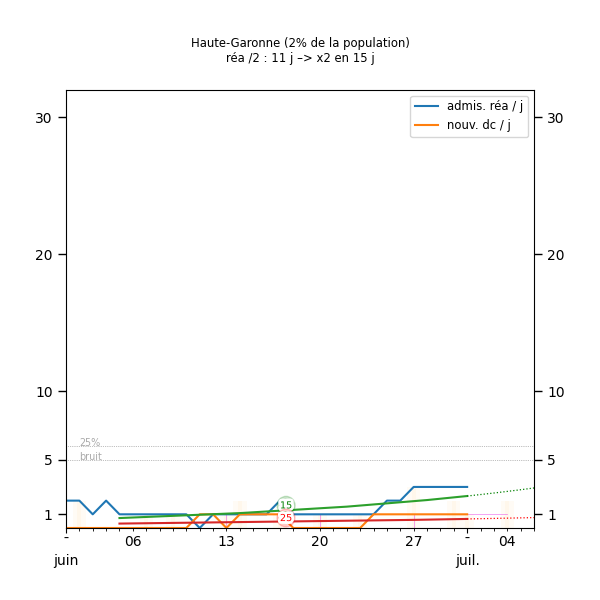 Haute-Garonne (2% de la population)
réa /2 : 11 j –> x2 en 15 j
admis. réa / j
nouv. dc / j
30
30
20
20
10
10
25%
bruit
5
5
15
25
1
1
-
06
13
20
27
-
04
juin
juil.